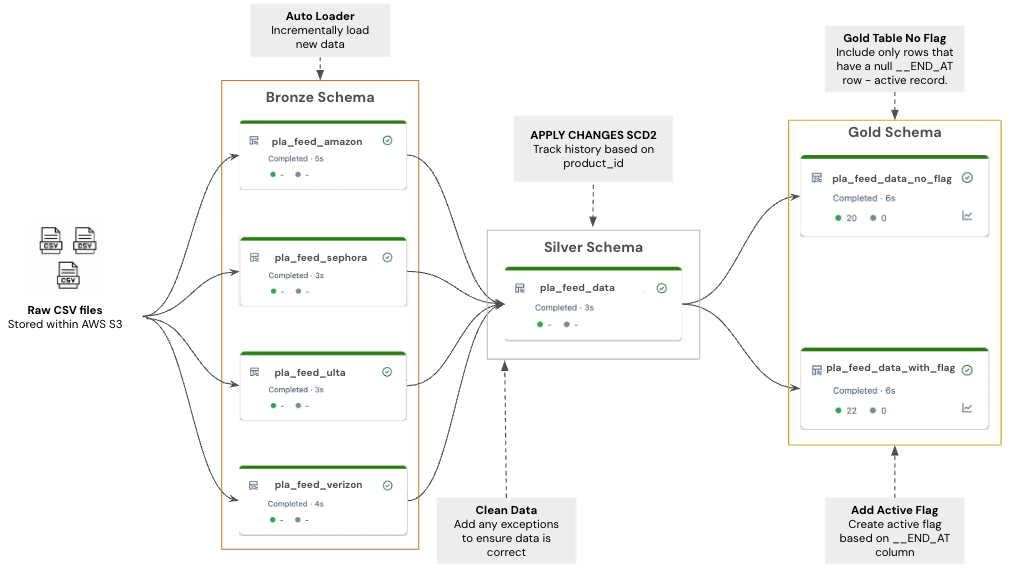 Auto Loader
Incrementally load
new data
Bronze Schema
pla_feed_amazon
Completed · 5s
- -
pla_feed_sephora
Completed · 3s
- -
pla_feed_ulta
Completed · 3s
- -
pla_feed_verizon
Completed · 4s
- -
CSV CSV
CSV
Raw CSV files
Stored within AWS S3
APPLY CHANGES SCD2
Track history based on
product_id
Silver Schema
pla_feed_data
Completed · 3s
- -
Clean Data
Add any exceptions
to ensure data is
correct
Gold Table No Flag
Include only rows that
have a null __END_AT
row - active record.
Gold Schema
pla_feed_data_no_flag
Completed · 6s
20 0
pla_feed_data_with_flag
Completed · 6s
22 0
Add Active Flag
Create active flag
based on __END_AT
column